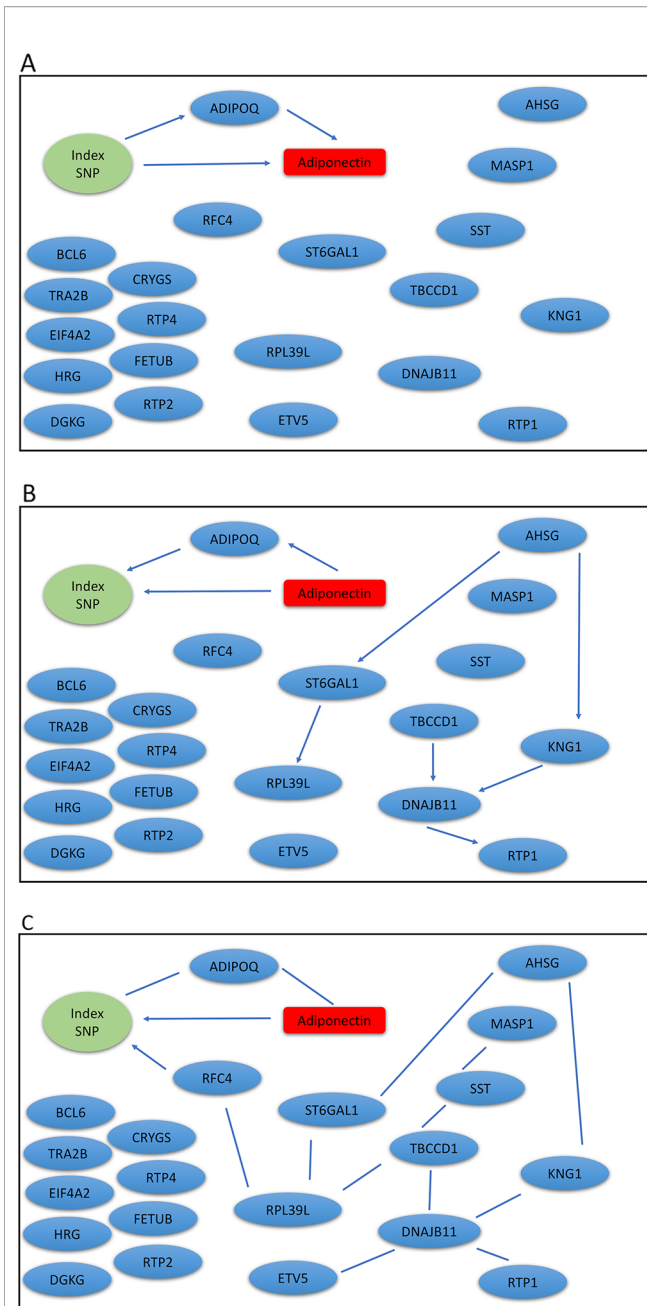 A
ADIPOQ
AHSG
Index
SNP
Adiponectin
MASP1
RFC4
ST6GAL1
SST
BCL6
CRYGS
TBCCD1
TRA2B
RTP4
KNG1
EIF4A2
RPL39L
FETUB
HRG
DNAJB11
RTP2
DGKG
ETV5
RTP1
B
ADIPOQ
AHSG
Index
SNP
Adiponectin
MASP1
RFC4
ST6GAL1
SST
BCL6
CRYGS
TBCCD1
TRA2B
RTP4
KNG1
EIF4A2
RPL39L
FETUB
HRG
DNAJB11
RTP2
DGKG
ETV5
RTP1
C
ADIPOQ
AHSG
Index
SNP
Adiponectin
MASP1
RFC4
ST6GAL1
SST
BCL6
CRYGS
TBCCD1
TRA2B
RTP4
KNG1
EIF4A2
RPL39L
FETUB
HRG
DNAJB11
RTP2
DGKG
ETV5
RTP1